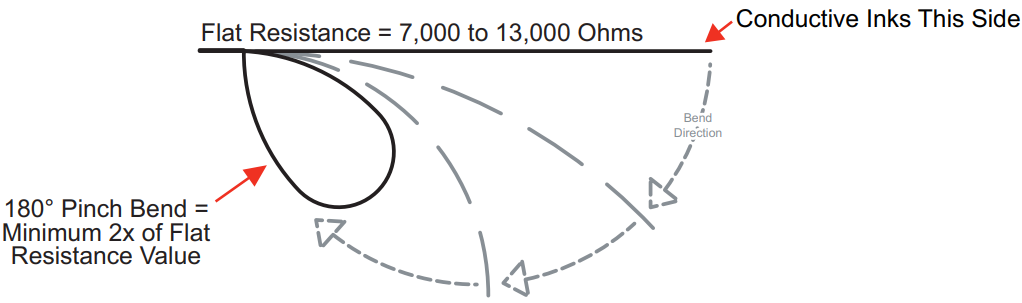 Flat Resistance = 7,000 to 13,000 Ohms
Conductive Inks This Side
Bend
Direction
180° Pinch Bend =
Minimum 2x of Flat
Resistance Value